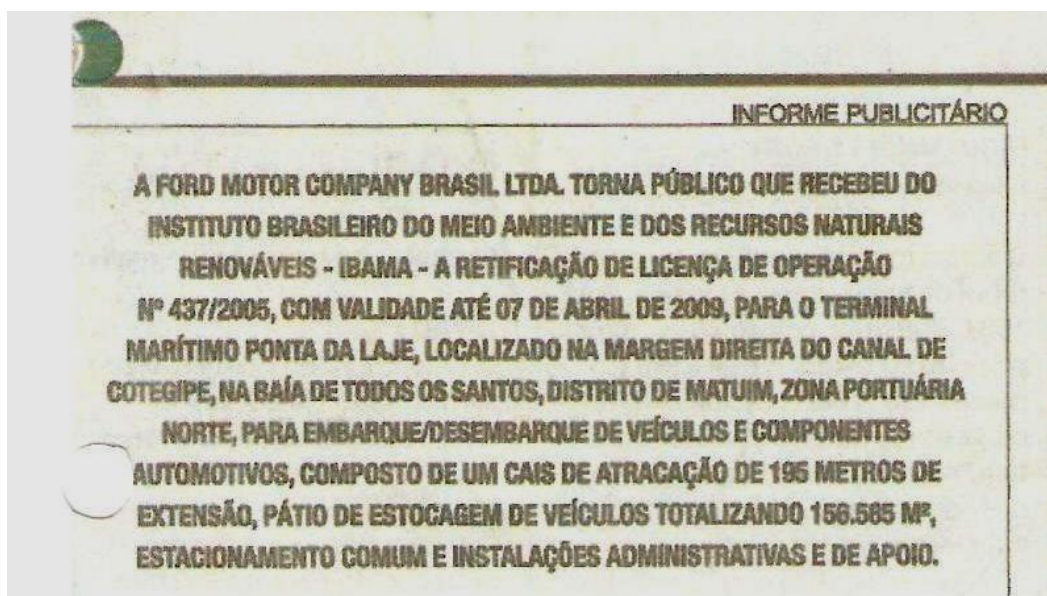 INFORME PUBLICITÁRIO
A FORD MOTOR COMPANY BRASIL LTDA. TORNA PÚBLICO QUE RECEBEU DO
INSTITUTO BRASILEIRO DO MEIO AMBIENTE E DOS RECURSOS NATURAIS
RENOVÁVEIS - IBAMA - A RETIFICAÇÃO DE LICENÇA DE OPERAÇÃO
Nº 437/2005, COM VALIDADE ATÉ 07 DE ABRIL DE 2009, PARA O TERMINAL
MARÍTIMO PONTA DA LAJE, LOCALIZADO NA MARGEM DIREITA DO CANAL DE
COTEGIPE, NA BAÍA DE TODOS OS SANTOS, DISTRITO DE MATUIM, ZONA PORTUÁRIA
NORTE, PARA EMBARQUE/DESEMBARQUE DE VEÍCULOS E COMPONENTES
AUTOMOTIVOS, COMPOSTO DE UM CAIS DE ATRACAÇÃO DE 195 METROS DE
EXTENSÃO, PÁTIO DE ESTOCAGEM DE VEÍCULOS TOTALIZANDO 156.565 M²,
ESTACIONAMENTO COMUM E INSTALAÇÕES ADMINISTRATIVAS E DE APOIO.